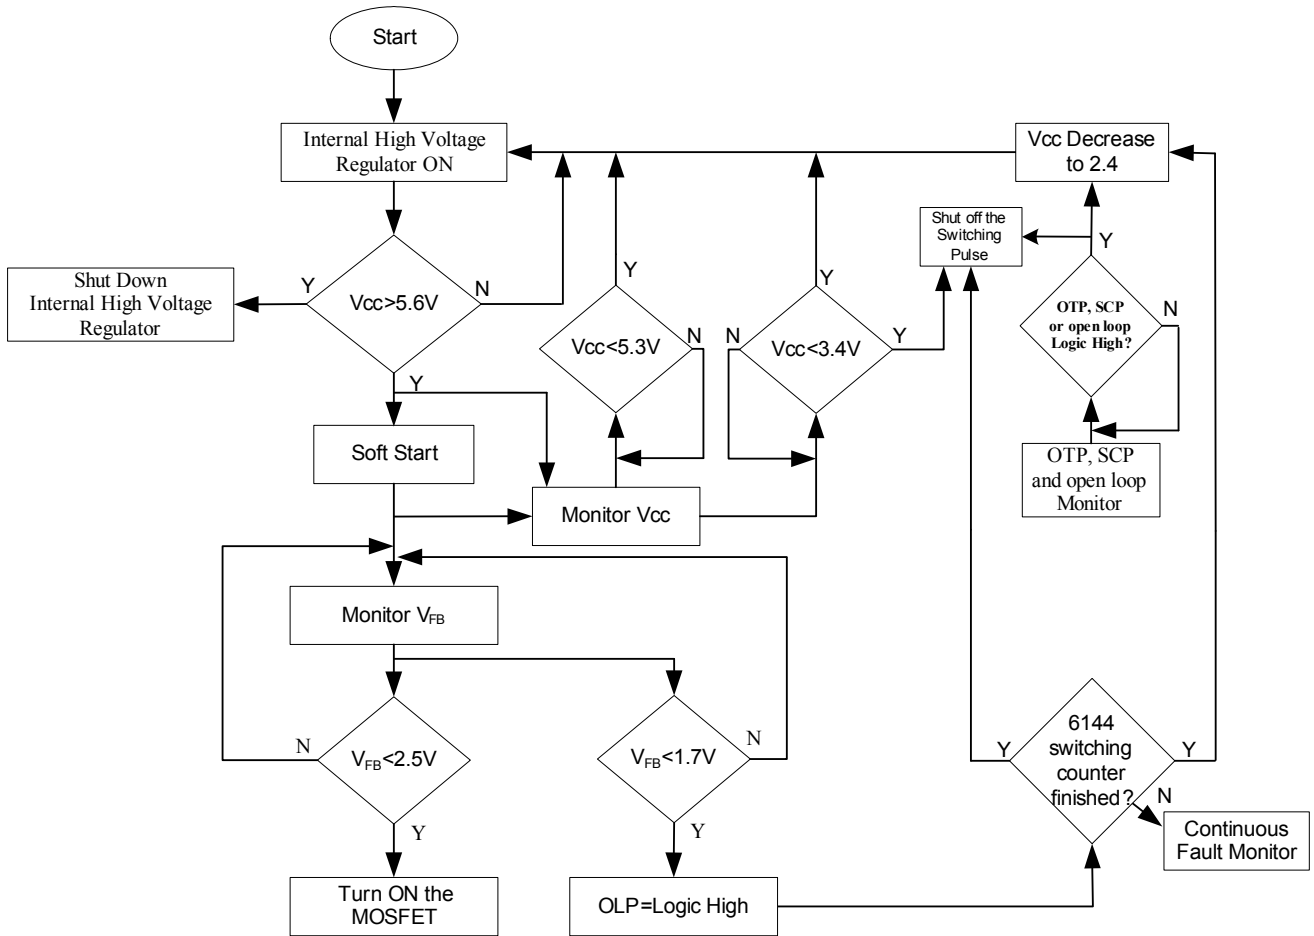 Start
Internal High Voltage
Regulator ON
Vcc Decrease
to 2.4
Shut off the
Switching
Pulse
Y
Shut Down
Internal High Voltage
Regulator
Y
Vcc>5.6V
N
Y
Vcc<5.3V
N
Y
N
Vcc<3.4V
Y
OTP, SCP
or open loop
Logic High?
N
Y
Soft Start
Monitor Vcc
OTP, SCP
and open loop
Monitor
Monitor VFB
N
VFB<2.5V
Y
VFB<1.7V
N
Y
Y
6144
switching
counter
finished?
Y
N
Continuous
Fault Monitor
Turn ON the
MOSFET
OLP=Logic High